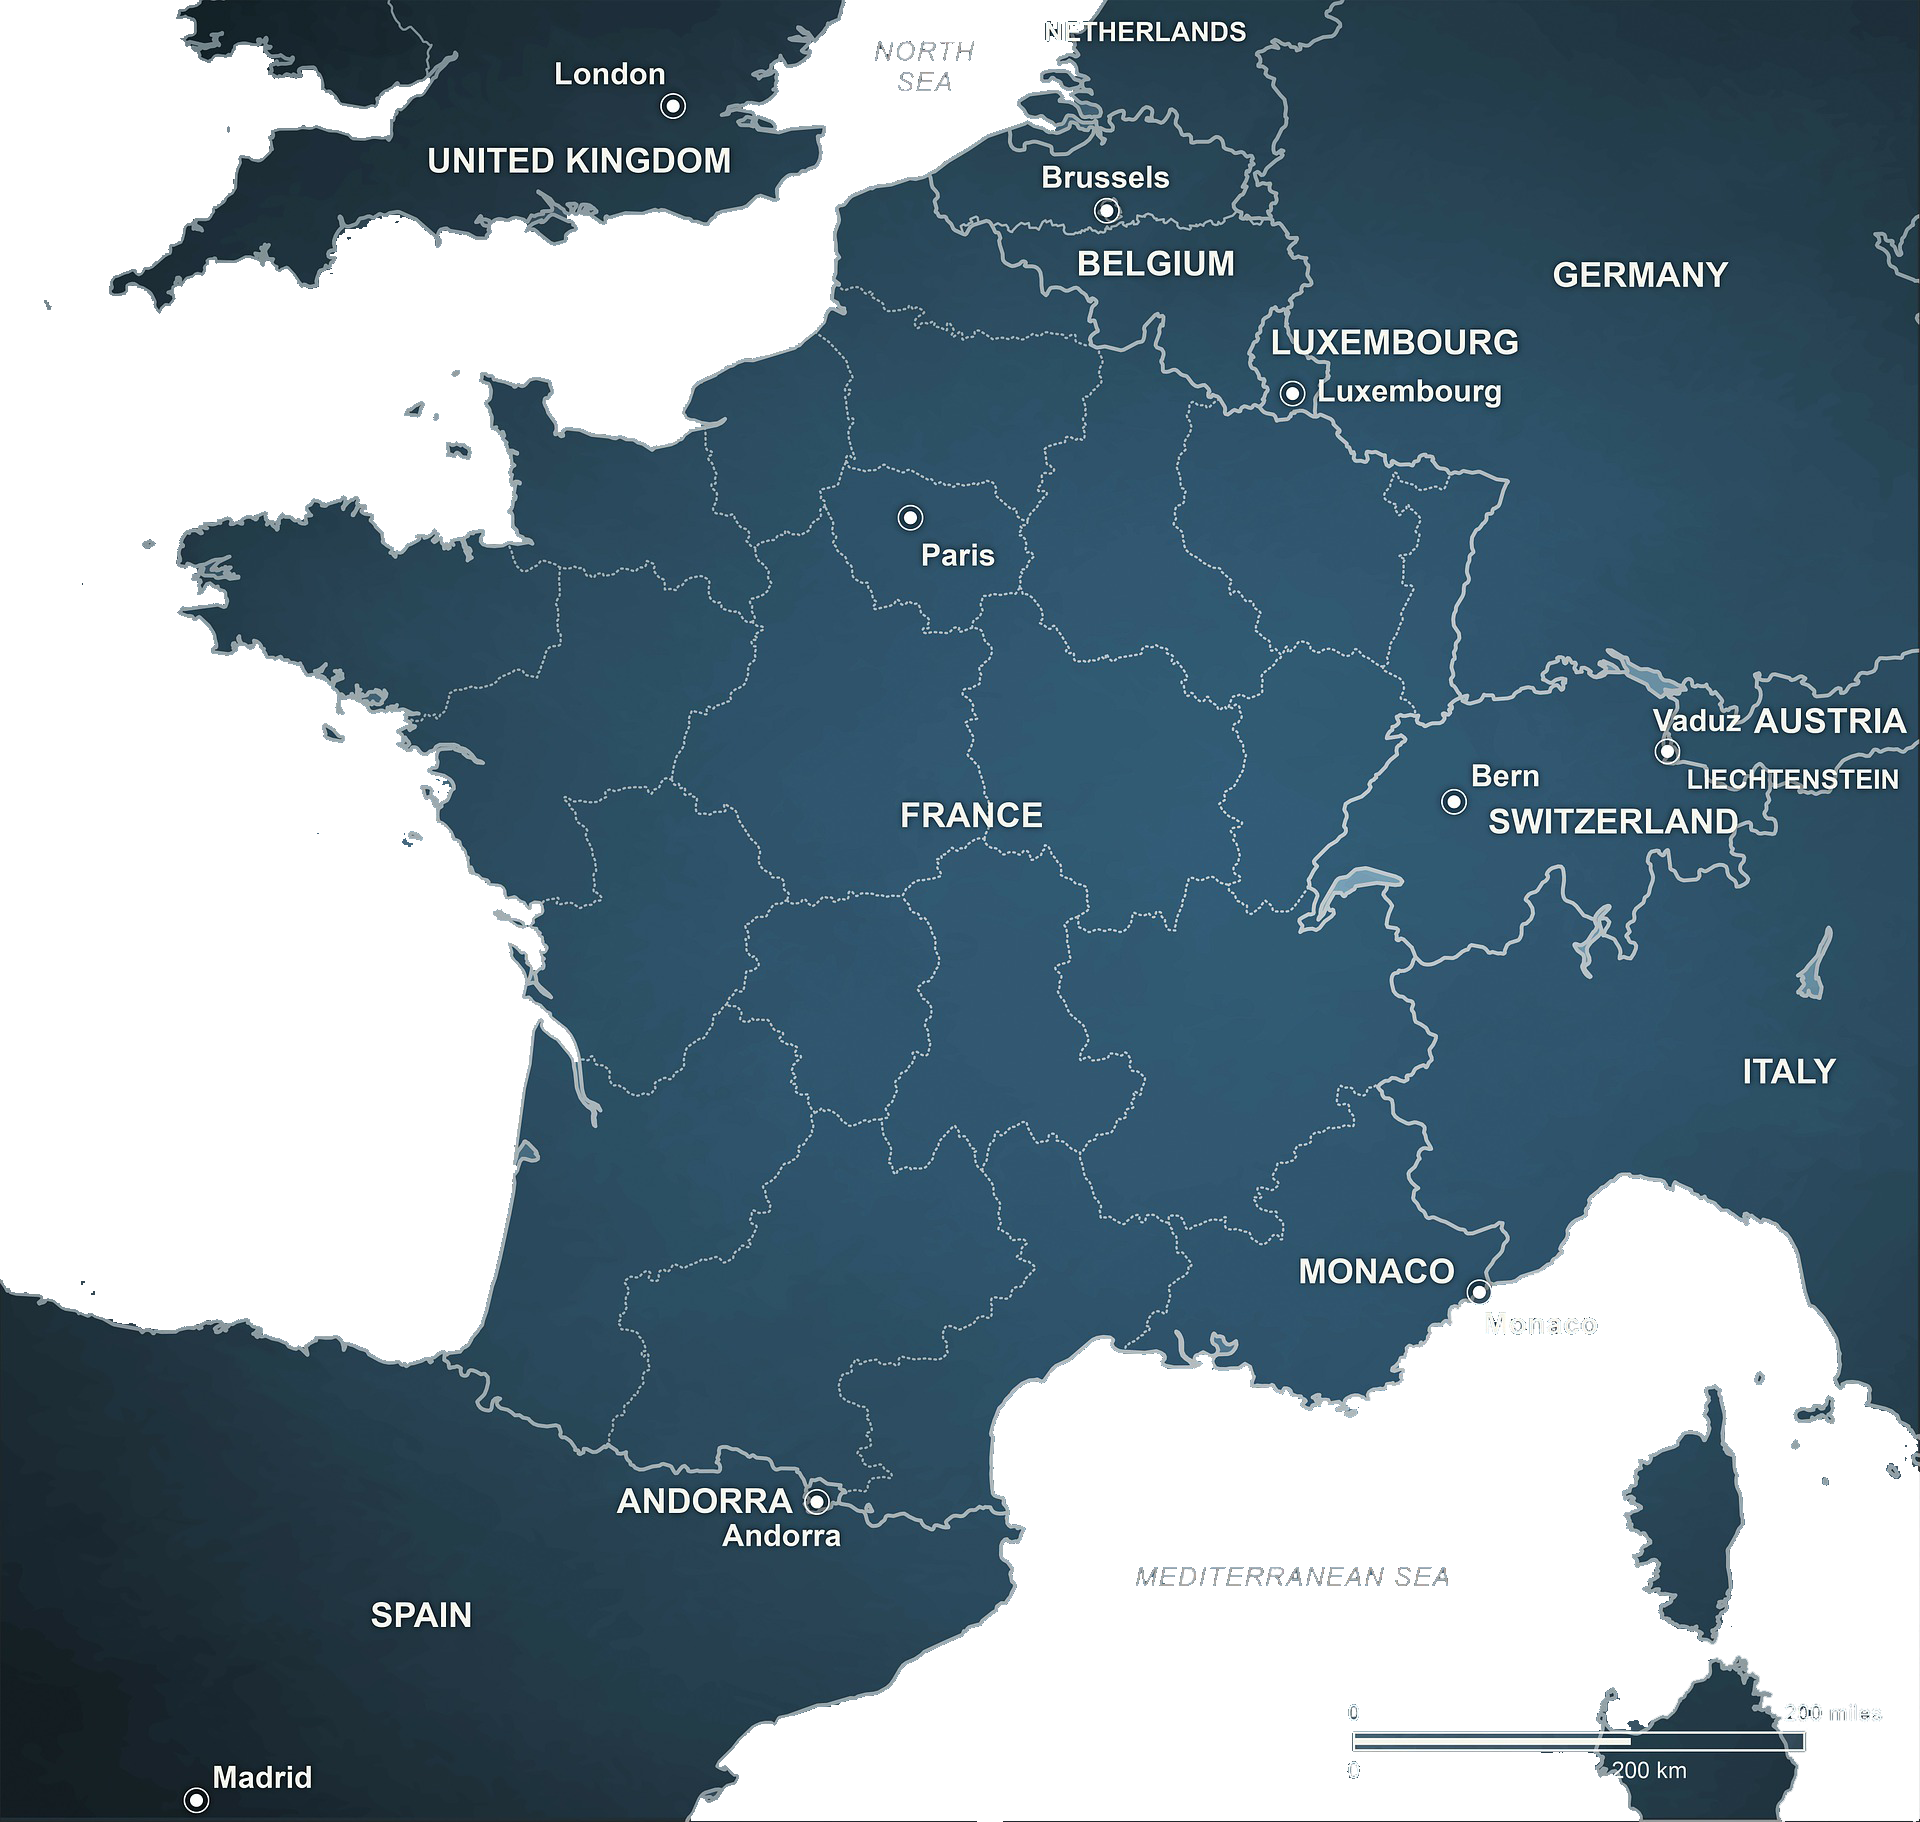 NETHERLANDS
NORTH
SEA
London
UNITED KINGDOM
Brussels
BELGIUM
GERMANY
LUXEMBOURG
Luxembourg
Paris
Vaduz
AUSTRIA
Bern
LIECHTENSTEIN
SWITZERLAND
FRANCE
ITALY
MONACO
Monaco
ANDORRA
Andorra
MEDITERRANEAN SEA
SPAIN
0
200 miles
0
200 km
Madrid